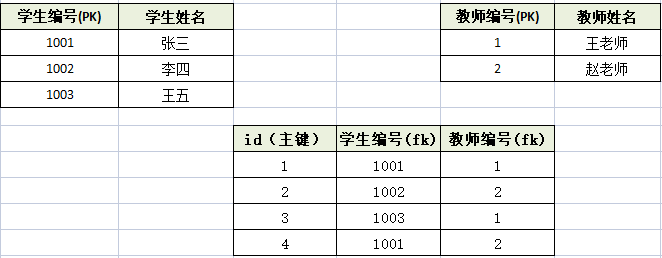 学生编号(PK) 学生姓名 教师编号(PK) 教师姓名
1001 张三 1 王老师
1002 李四 2 赵老师
1003 王五
id（主键） 学生编号(fk) 教师编号(fk)
1 1001 1
2 1002 2
3 1003 1
4 1001 2